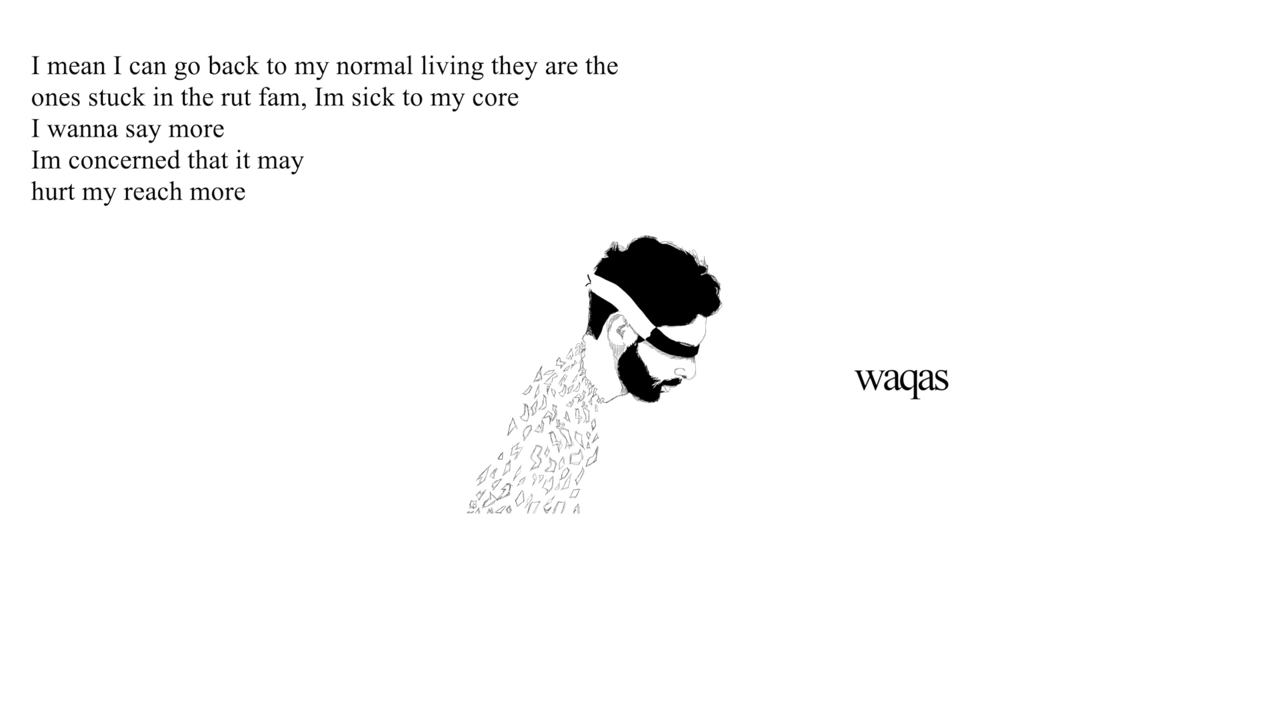 I mean I can go back to my normal living they are the
ones stuck in the rut fam, Im sick to my core
I wanna say more
Im concerned that it may
hurt my reach more
waqas